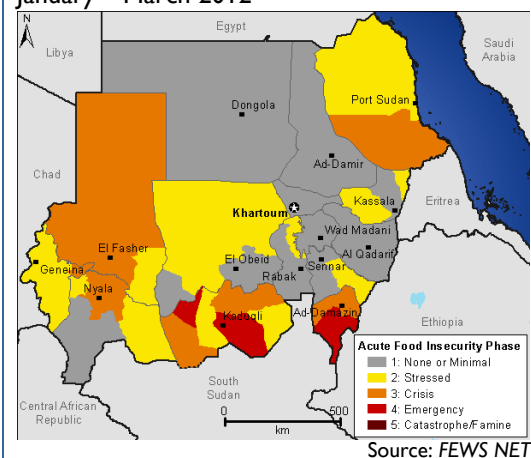 January – March 2012
N
Egypt
Libya
Saudi
Arabia
Dongola
Port Sudan
Ad-Damir
Chad
Khartoum
Kassala
Eritrea
Wad Madani
El Fasher
El Obeid
Al Qadarif
Geneina
Rabak
Sennar
Nyala
Kadugli
Ad-Damazin
Ethiopia
South
Sudan
Central African
Republic
0
500
km
Acute Food Insecurity Phase
1: None or Minimal
2: Stressed
3: Crisis
4: Emergency
5: Catastrophe/Famine
Source: FEWS NET